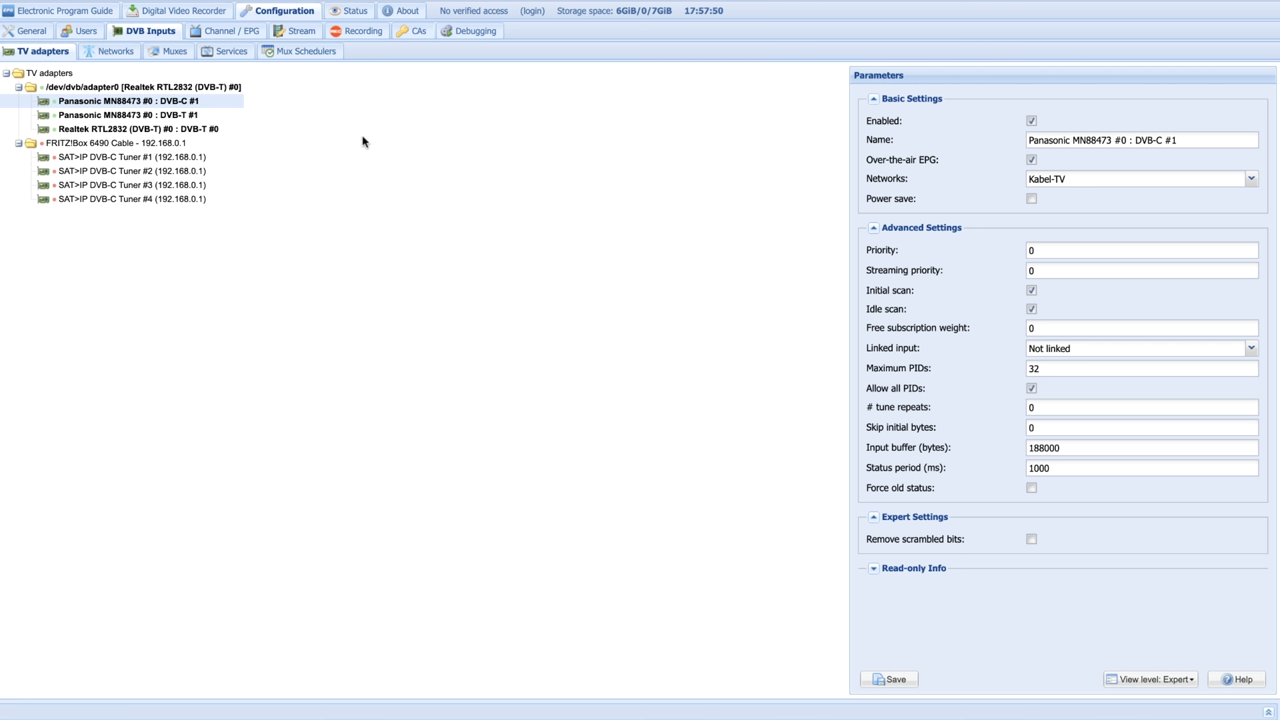 Electronic Program Guide Digital Video Recorder Configuration Status About No verified access (login) Storage space: 6GiB/0/7GiB 17:57:50
General Users DVB Inputs Channel / EPG Stream Recording CAs Debugging
TV adapters Networks Muxes Services Mux Schedulers
TV adapters
/dev/dvb/adapter0 [Realtek RTL2832 (DVB-T) #0]
Panasonic MN88473 #0 : DVB-C #1
Panasonic MN88473 #0 : DVB-T #1
Realtek RTL2832 (DVB-T) #0 : DVB-T #0
FRITZ!Box 6490 Cable - 192.168.0.1
SAT>IP DVB-C Tuner #1 (192.168.0.1)
SAT>IP DVB-C Tuner #2 (192.168.0.1)
SAT>IP DVB-C Tuner #3 (192.168.0.1)
SAT>IP DVB-C Tuner #4 (192.168.0.1)
Parameters
Basic Settings
Enabled:
Name: Panasonic MN88473 #0 : DVB-C #1
Over-the-air EPG:
Networks: Kabel-TV
Power save:
Advanced Settings
Priority: 0
Streaming priority: 0
Initial scan:
Idle scan:
Free subscription weight: 0
Linked input: Not linked
Maximum PIDs: 32
Allow all PIDs:
# tune repeats: 0
Skip initial bytes: 0
Input buffer (bytes): 188000
Status period (ms): 1000
Force old status:
Expert Settings
Remove scrambled bits:
Read-only Info
Save View level: Expert Help